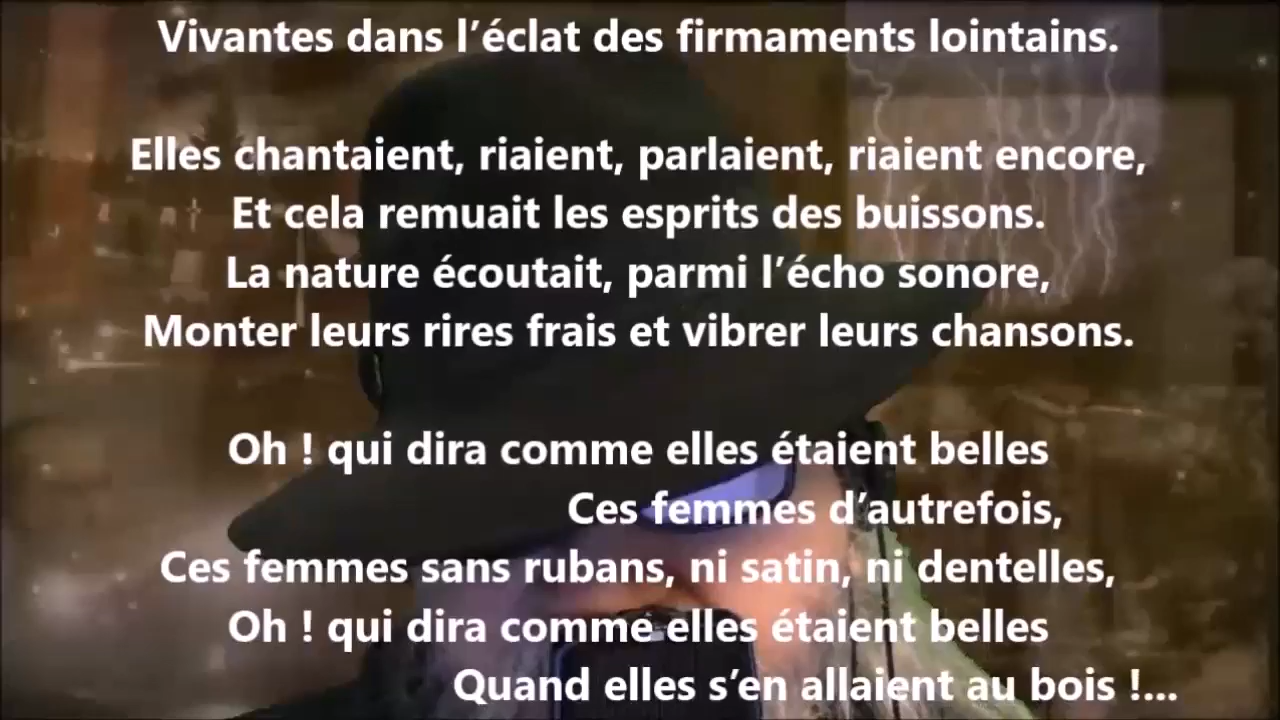 Vivantes dans l’éclat des firmaments lointains.
Elles chantaient, riaient, parlaient, riaient encore,
Et cela remuait les esprits des buissons.
La nature écoutait, parmi l’écho sonore,
Monter leurs rires frais et vibrer leurs chansons.
Oh ! qui dira comme elles étaient belles
Ces femmes d’autrefois,
Ces femmes sans rubans, ni satin, ni dentelles,
Oh ! qui dira comme elles étaient belles
Quand elles s’en allaient au bois !...